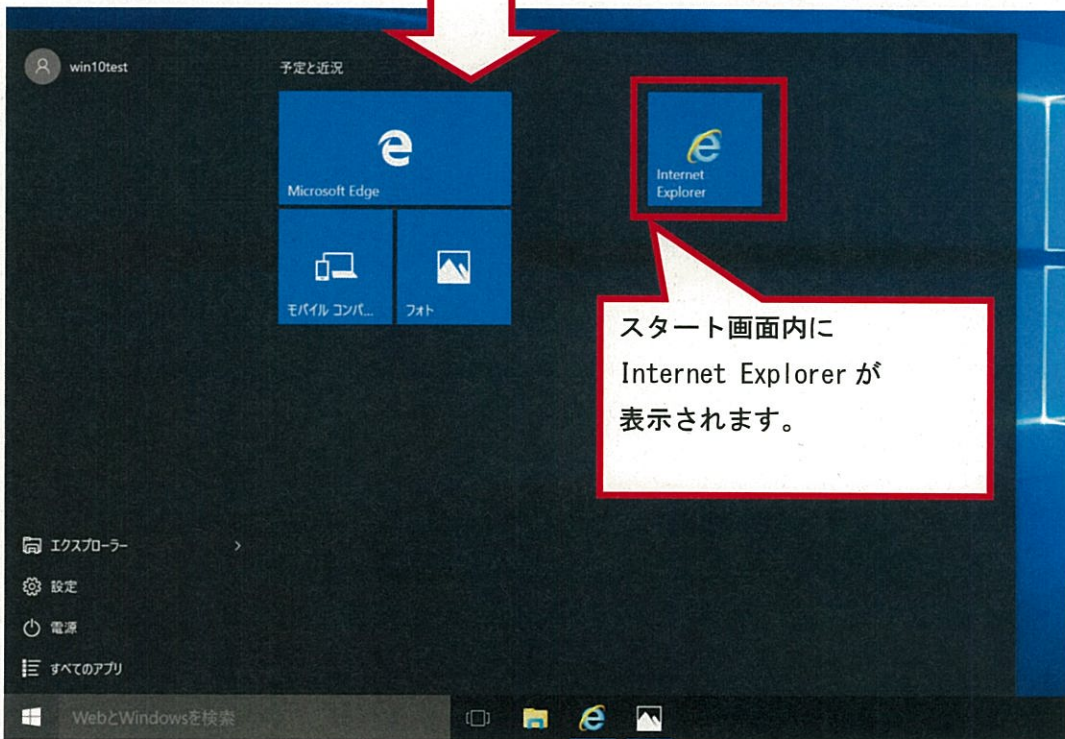 win10test
予定と近況
Microsoft Edge
Internet
Explorer
モバイル コンパ...
フォト
スタート画面内に
Internet Explorer が
表示されます。
エクスプローラー
設定
電源
すべてのアプリ
WebとWindowsを検索